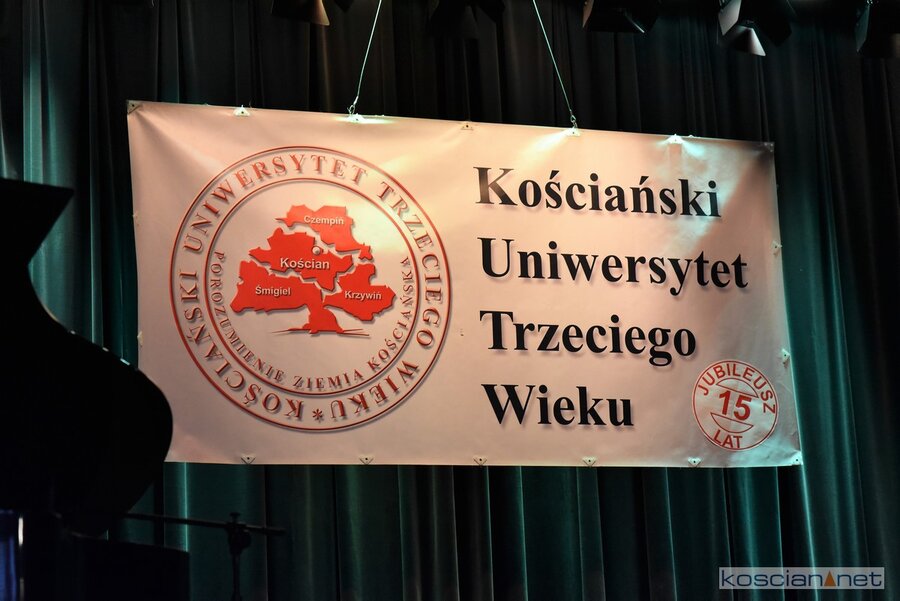 KOŚCIAŃSKI UNIWERSYTET TRZECIEGO WIEKU *
POROZUMIENIE ZIEMIA KOŚCIAŃSKA
Czempiń
Kościan
Śmigiel
Krzywiń
Kościański
Uniwersytet
Trzeciego
Wieku
JUBILEUSZ
15
LAT
koscian.net